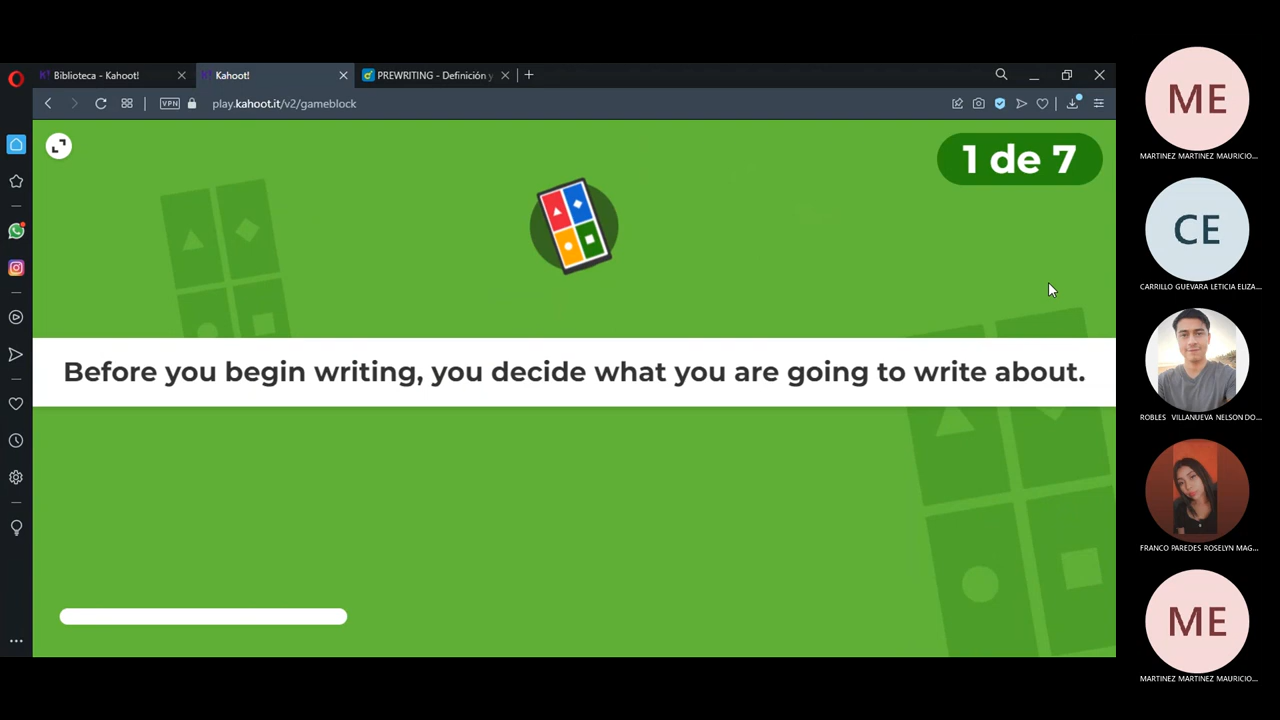 Biblioteca - Kahoot!
Kahoot!
PREWRITING - Definición y
VPN
play.kahoot.it/v2/gameblock
1 de 7
Before you begin writing, you decide what you are going to write about.
ME
MARTINEZ MARTINEZ MAURICIO...
CE
CARRILLO GUEVARA LETICIA ELIZA...
ROBLES VILLANUEVA NELSON DO...
FRANCO PAREDES ROSELYN MAG...
ME
MARTINEZ MARTINEZ MAURICIO...